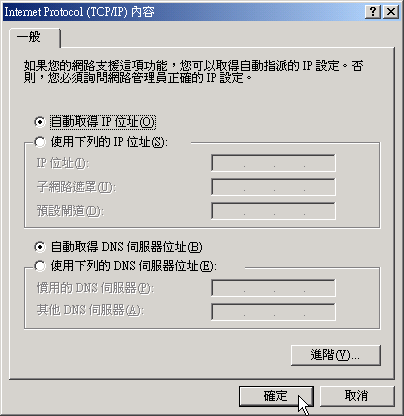 Internet Protocol (TCP/IP) 內容
一般
如果您的網路支援這項功能，您可以取得自動指派的 IP 設定。否
則，您必須詢問網路管理員正確的 IP 設定。
自動取得 IP 位址(O)
使用下列的 IP 位址(S):
IP 位址(I):
子網路遮罩(U):
預設閘道(D):
自動取得 DNS 伺服器位址(B)
使用下列的 DNS 伺服器位址(E):
慣用的 DNS 伺服器(P):
其他 DNS 伺服器(A):
進階(V)...
確定
取消